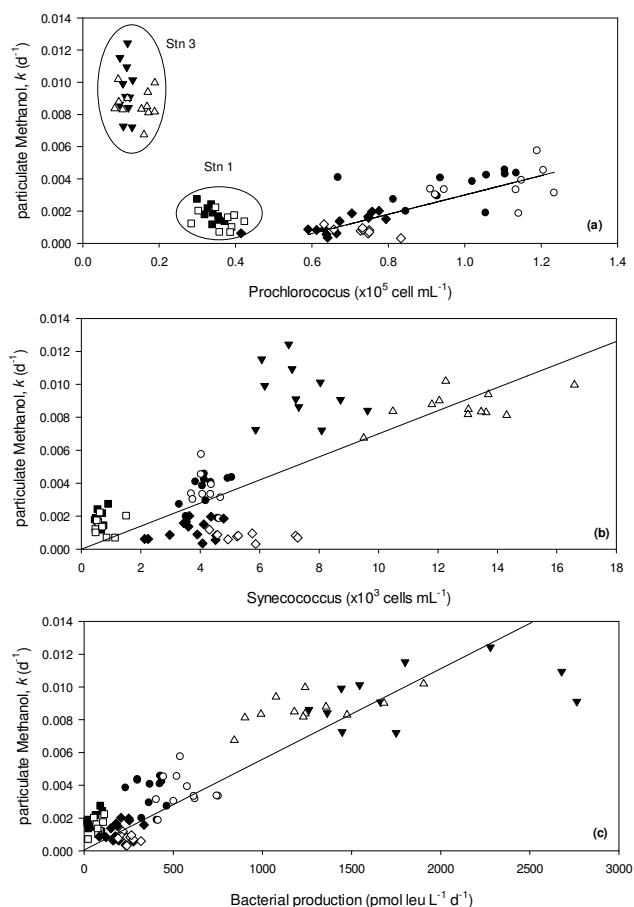 particulate Methanol, k (d⁻¹)
0.014
0.012
0.010
0.008
0.006
0.004
0.002
0.000
Stn 3
Stn 1
(a)
0.0 0.2 0.4 0.6 0.8 1.0 1.2 1.4
Prochlorococus (x10⁵ cell mL⁻¹)
particulate Methanol, k (d⁻¹)
0.014
0.012
0.010
0.008
0.006
0.004
0.002
0.000
(b)
0 2 4 6 8 10 12 14 16 18
Synecococcus (x10³ cells mL⁻¹)
particulate Methanol, k (d⁻¹)
0.014
0.012
0.010
0.008
0.006
0.004
0.002
0.000
(c)
0 500 1000 1500 2000 2500 3000
Bacterial production (pmol leu L⁻¹ d⁻¹)